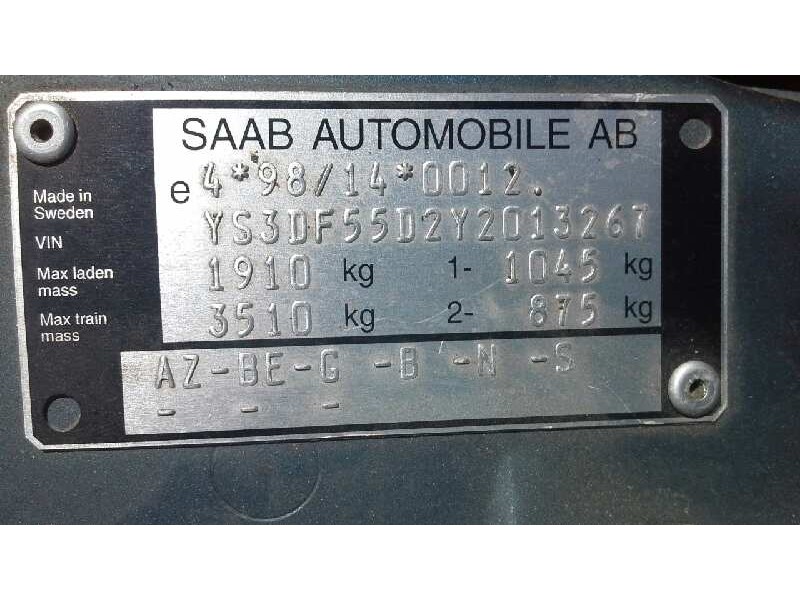 SAAB AUTOMOBILE AB
e 4*98/14*0012.
Made in
Sweden
VIN
YS3DF55D2Y2013267
Max laden
mass
1910 kg 1- 1045 kg
Max train
mass
3510 kg 2- 875 kg
AZ-BE-G -B -N -S
- - -